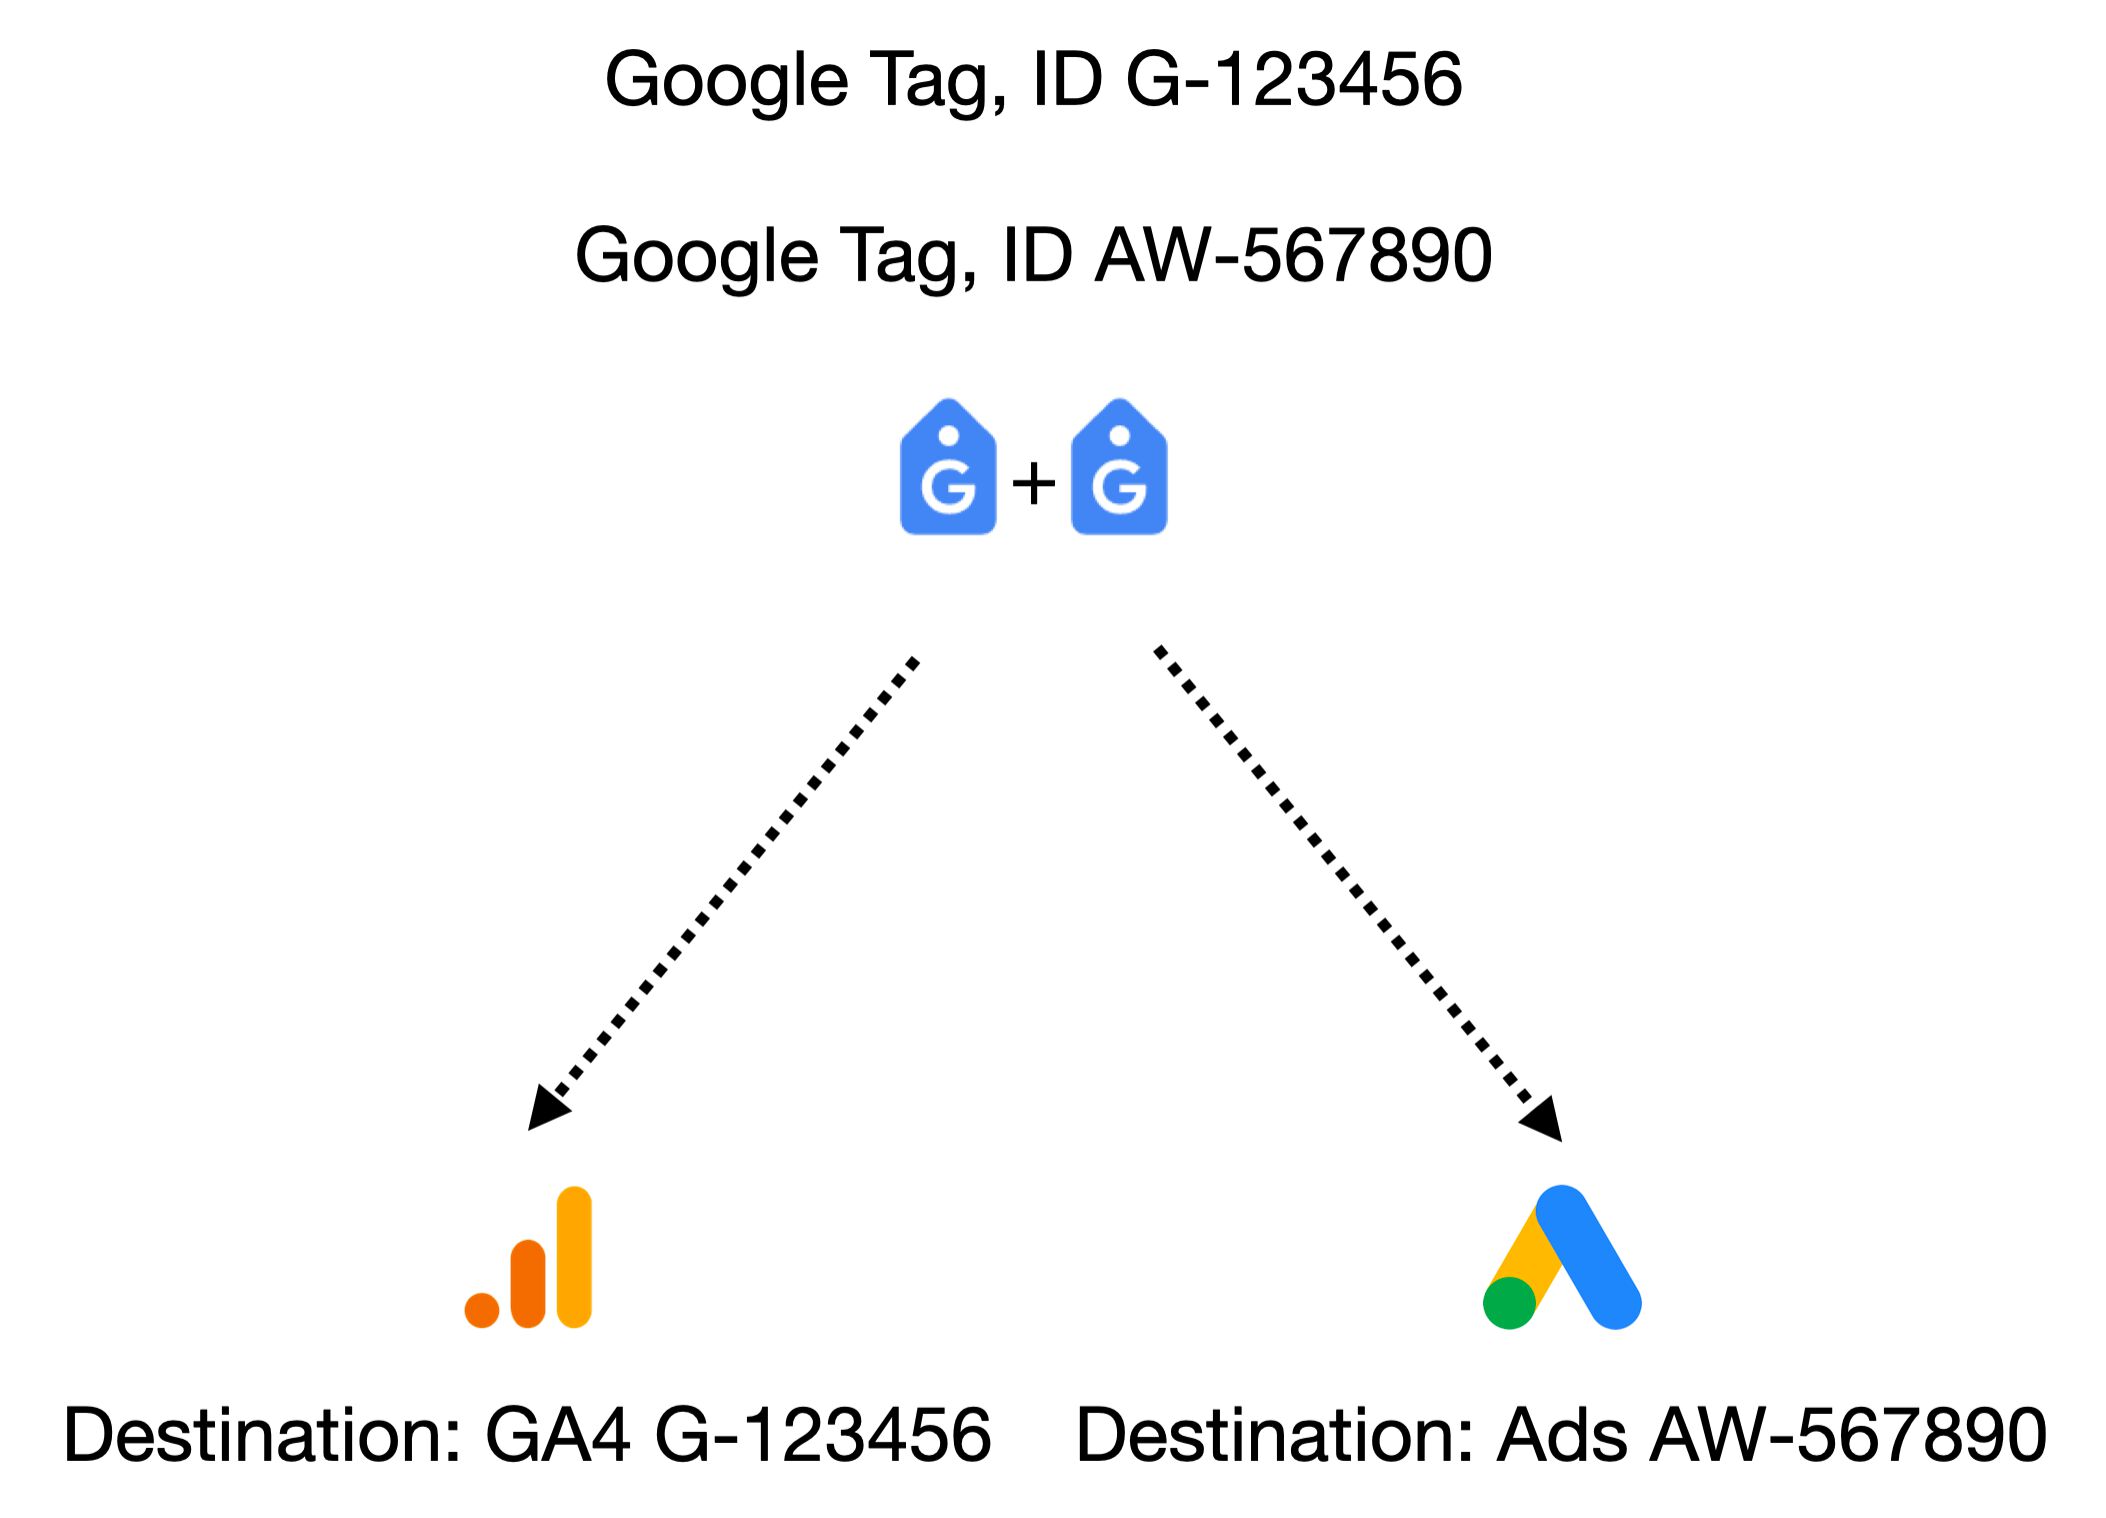 Google Tag, ID G-123456
Google Tag, ID AW-567890
G + G
Destination: GA4 G-123456
Destination: Ads AW-567890